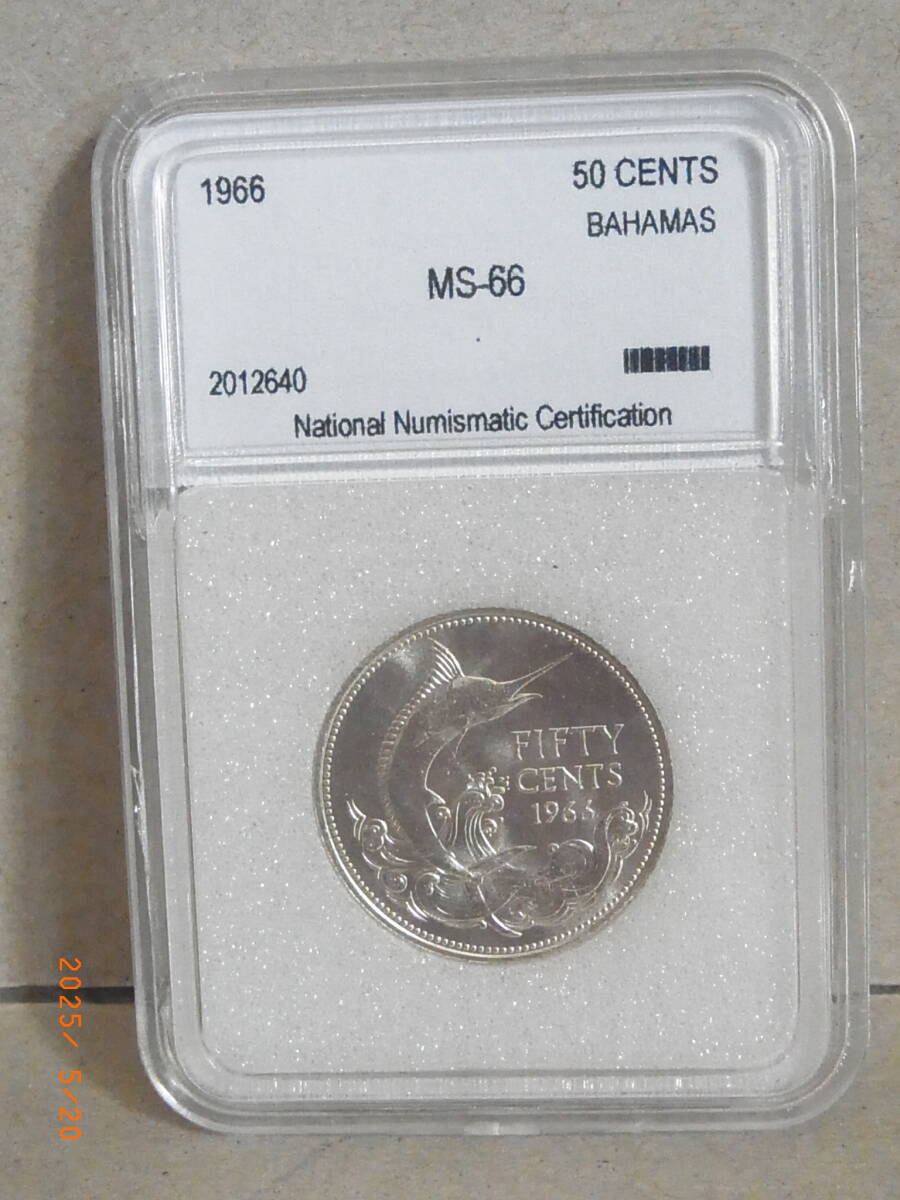 1966
50 CENTS
BAHAMAS
MS-66
2012640
National Numismatic Certification
FIFTY
CENTS
1966
2025/ 5/20